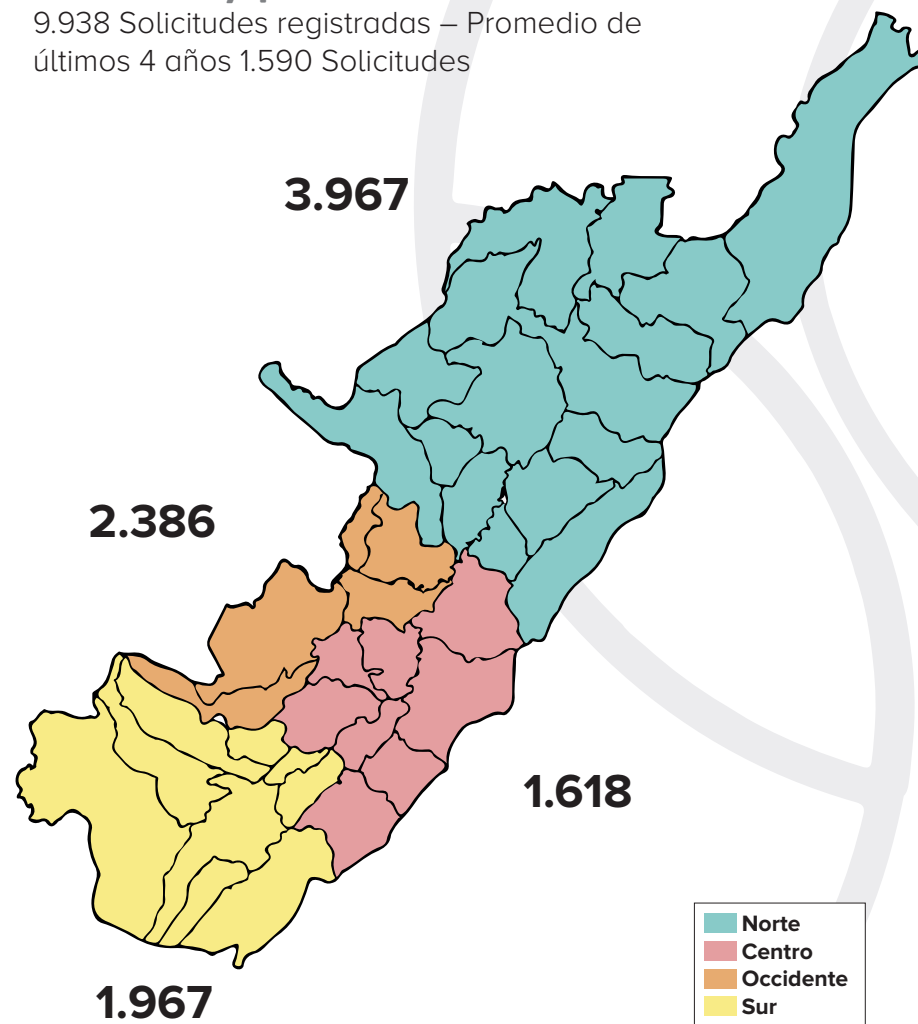 9.938 Solicitudes registradas – Promedio de
últimos 4 años 1.590 Solicitudes
3.967
2.386
1.618
1.967
Norte
Centro
Occidente
Sur